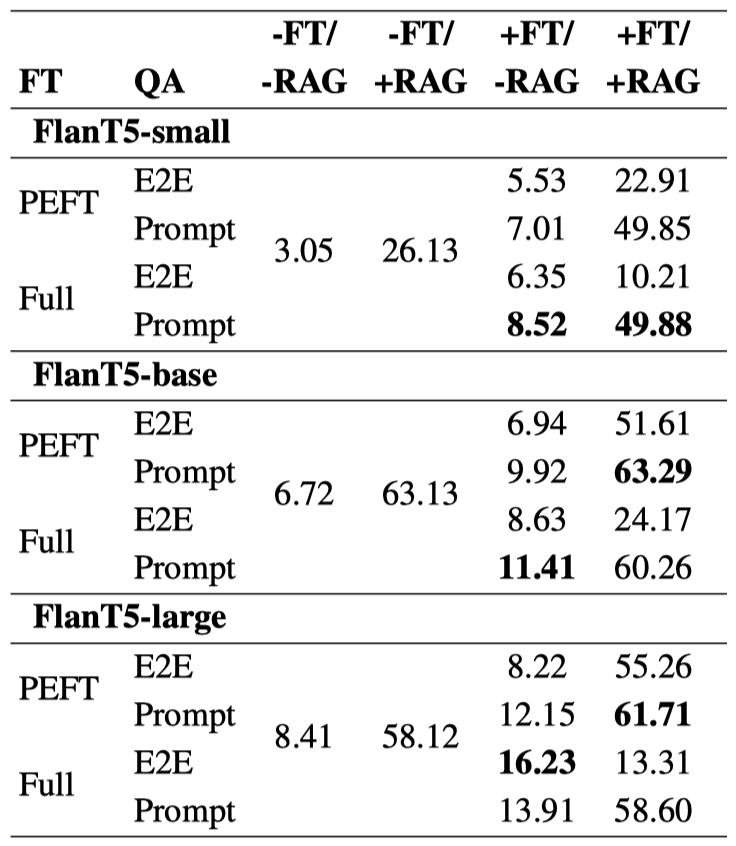 -FT/ -FT/ +FT/ +FT/
FT QA -RAG +RAG -RAG +RAG
FlanT5-small
PEFT E2E 5.53 22.91
Prompt 7.01 49.85
3.05 26.13
Full E2E 6.35 10.21
Prompt 8.52 49.88
FlanT5-base
PEFT E2E 6.94 51.61
Prompt 9.92 63.29
6.72 63.13
Full E2E 8.63 24.17
Prompt 11.41 60.26
FlanT5-large
PEFT E2E 8.22 55.26
Prompt 12.15 61.71
8.41 58.12
Full E2E 16.23 13.31
Prompt 13.91 58.60